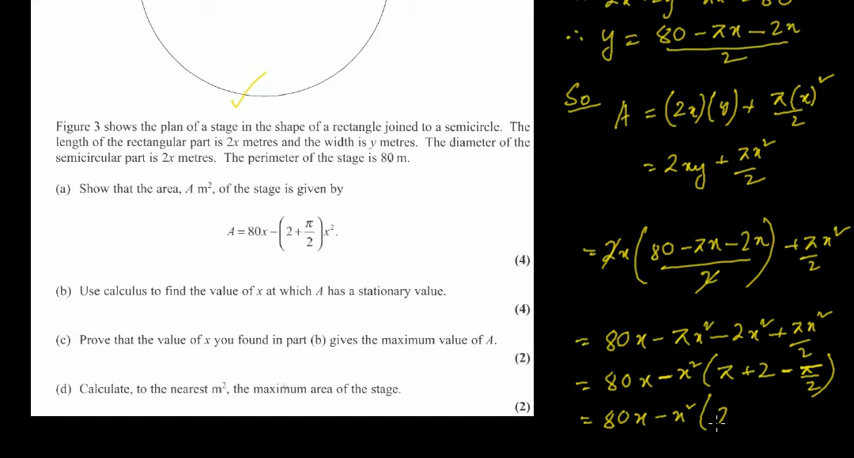 Figure 3 shows the plan of a stage in the shape of a rectangle joined to a semicircle. The
length of the rectangular part is 2x metres and the width is y metres. The diameter of the
semicircular part is 2x metres. The perimeter of the stage is 80 m.
(a) Show that the area, A m², of the stage is given by
A = 80x − (2 + π/2)x².
(4)
(b) Use calculus to find the value of x at which A has a stationary value.
(4)
(c) Prove that the value of x you found in part (b) gives the maximum value of A.
(2)
(d) Calculate, to the nearest m², the maximum area of the stage.
(2)
∴ y = (80 − πx − 2x)/2
So A = (2x)(y) + π(x)²/2
= 2xy + πx²/2
= 2x((80 − πx − 2x)/2) + πx²/2
= 80x − πx² − 2x² + πx²/2
= 80x − x²(π + 2 − π/2)
= 80x − x²(2